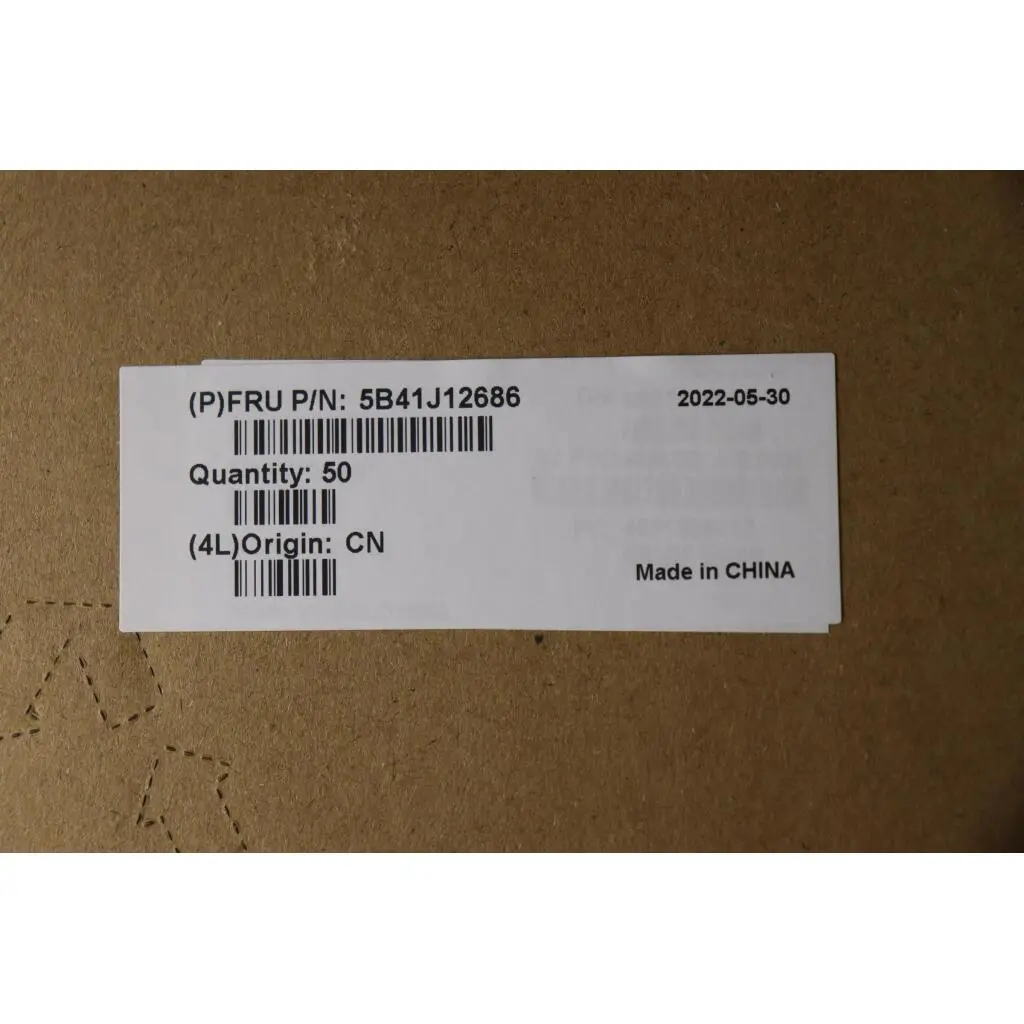 (P)FRU P/N: 5B41J12686
2022-05-30
Quantity: 50
(4L)Origin: CN
Made in CHINA